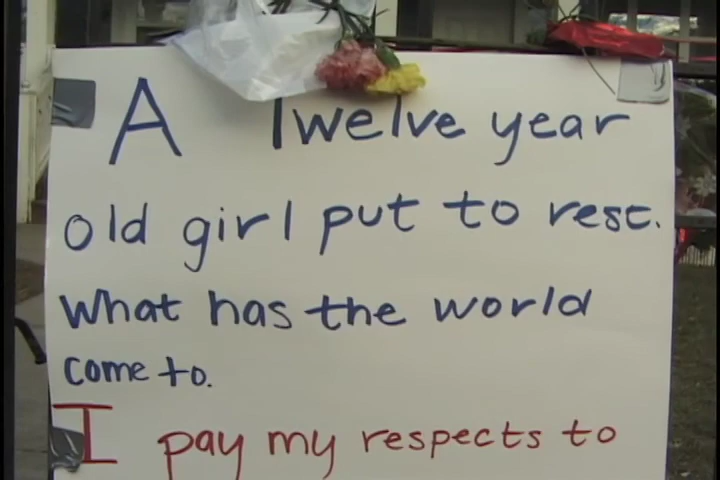 A Twelve year
old girl put to rest.
What has the world
come to.
I pay my respects to